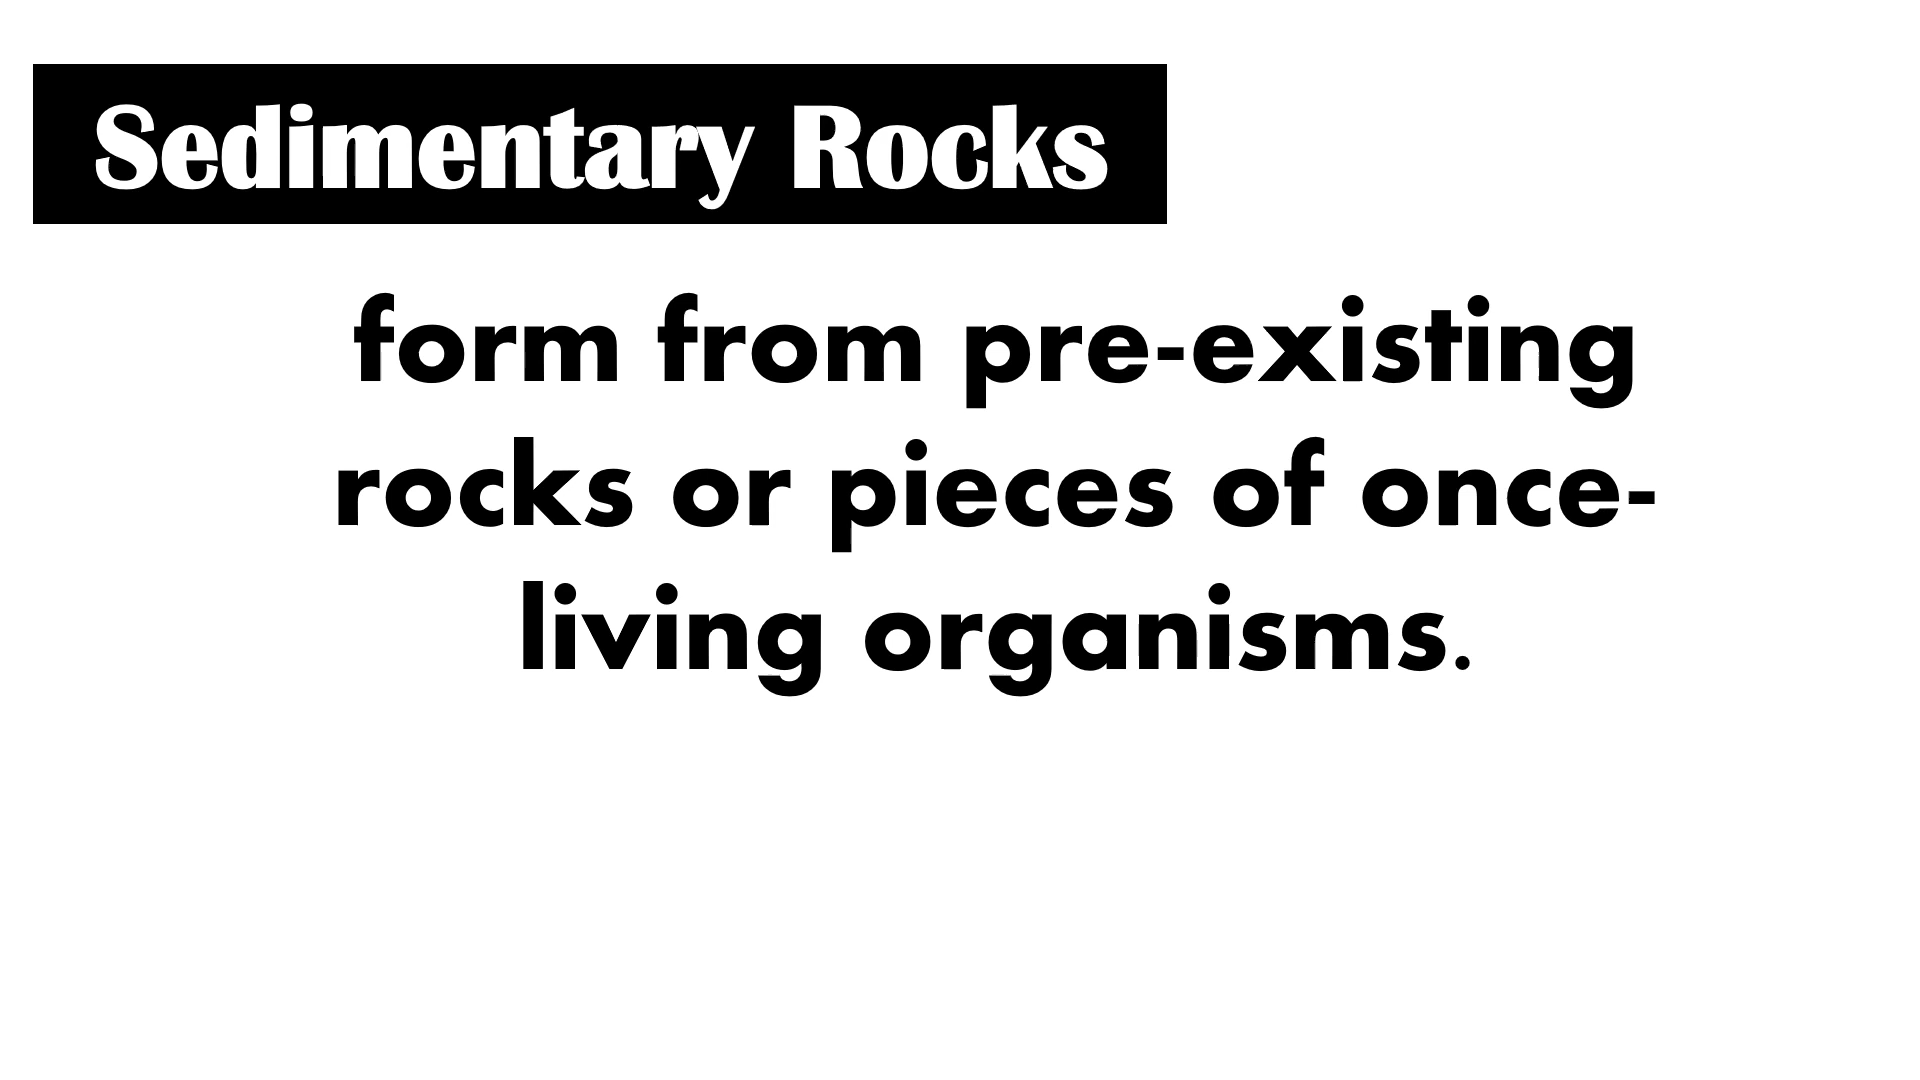 Sedimentary Rocks
form from pre-existing
rocks or pieces of once-
living organisms.